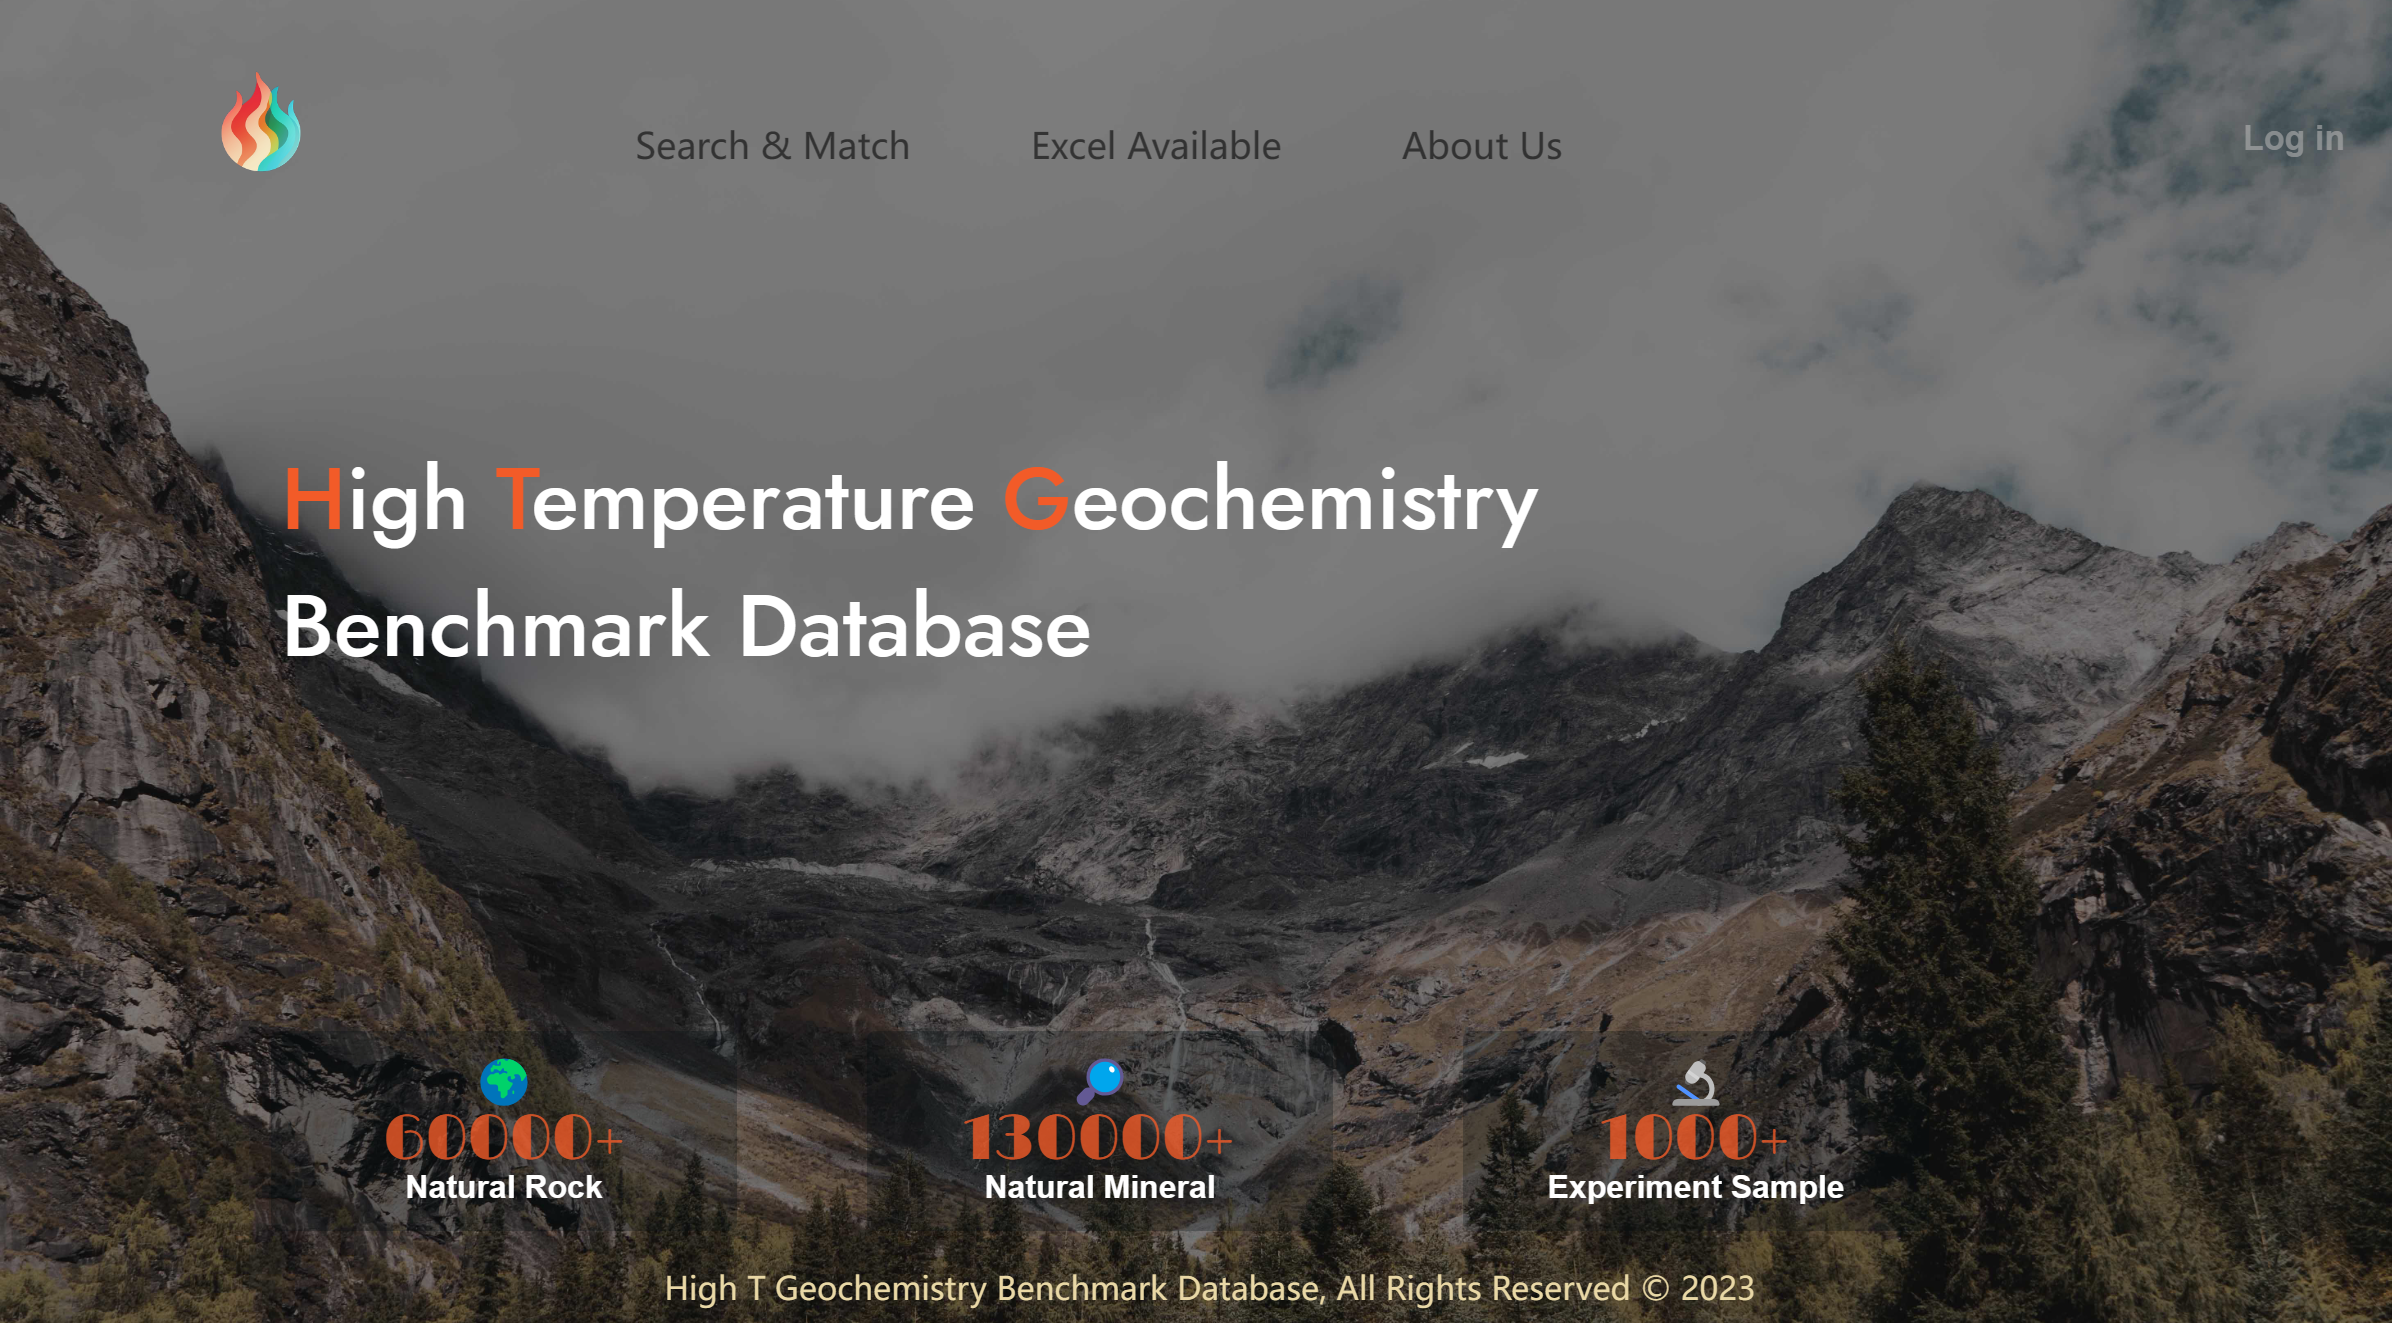 Search & Match
Excel Available
About Us
Log in
High Temperature Geochemistry
Benchmark Database
60000+
Natural Rock
130000+
Natural Mineral
1000+
Experiment Sample
High T Geochemistry Benchmark Database, All Rights Reserved © 2023